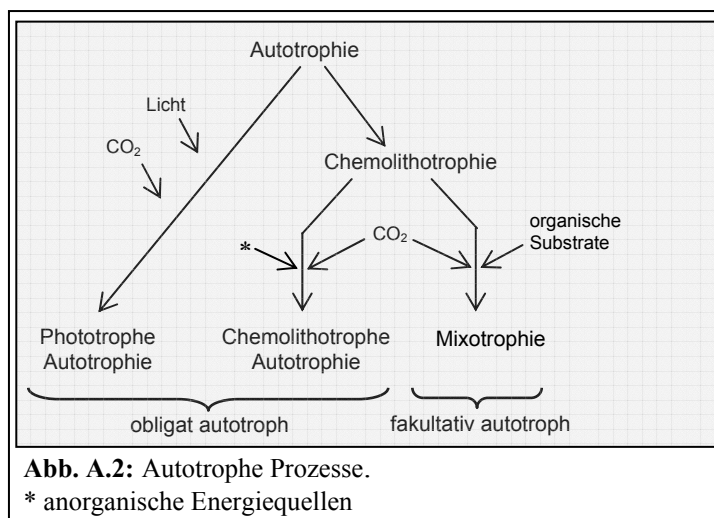 Autotrophie
Licht
CO₂
Chemolithotrophie
organische
Substrate
*
CO₂
Phototrophe
Autotrophie
Chemolithotrophe
Autotrophie
Mixotrophie
obligat autotroph
fakultativ autotroph
Abb. A.2: Autotrophe Prozesse.
* anorganische Energiequellen